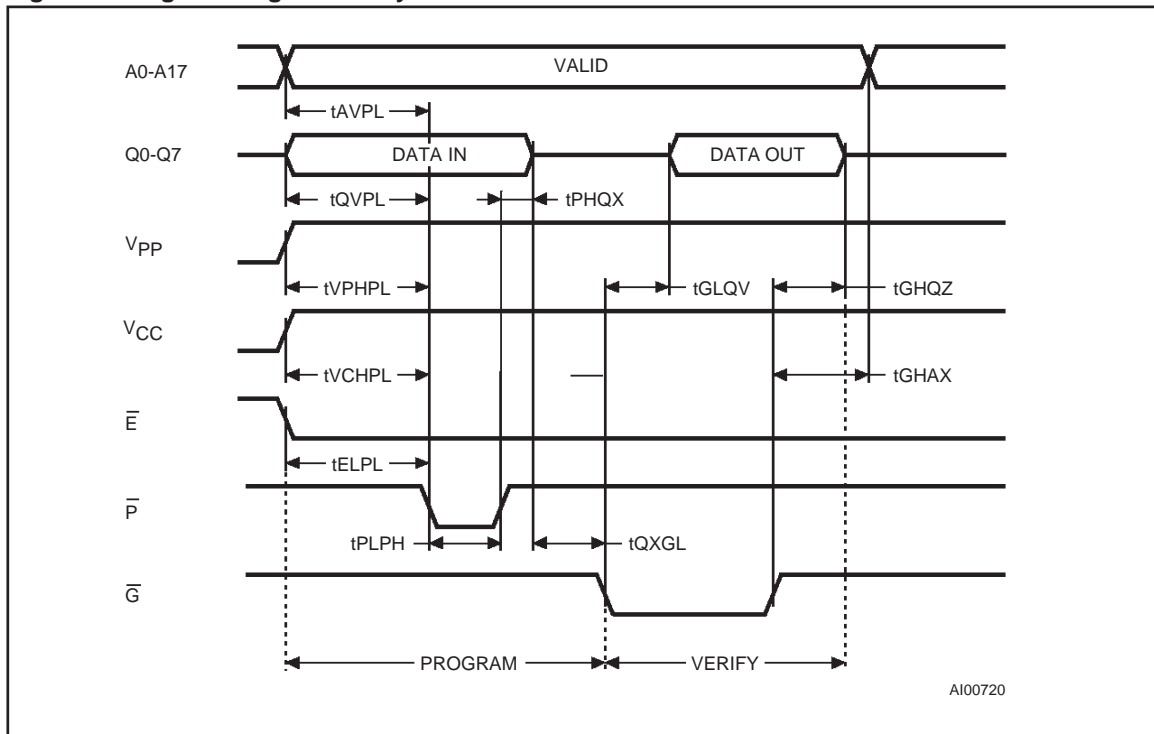 A0-A17
VALID
tAVPL
Q0-Q7
DATA IN
DATA OUT
tQVPL
tPHQX
VPP
tVPHPL
tGLQV
tGHQZ
VCC
tVCHPL
tGHAX
E̅
tELPL
P̅
tPLPH
tQXGL
G̅
PROGRAM
VERIFY
AI00720